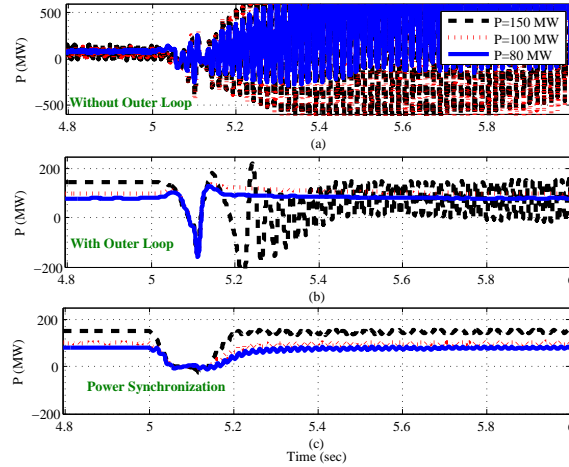 500
0
−500
P (MW)
P=150 MW
P=100 MW
P=80 MW
Without Outer Loop
4.8 5 5.2 5.4 5.6 5.8
(a)
200
0
−200
P (MW)
With Outer Loop
4.8 5 5.2 5.4 5.6 5.8 6
(b)
200
0
−200
P (MW)
Power Synchronization
4.8 5 5.2 5.4 5.6 5.8 6
(c)
Time (sec)